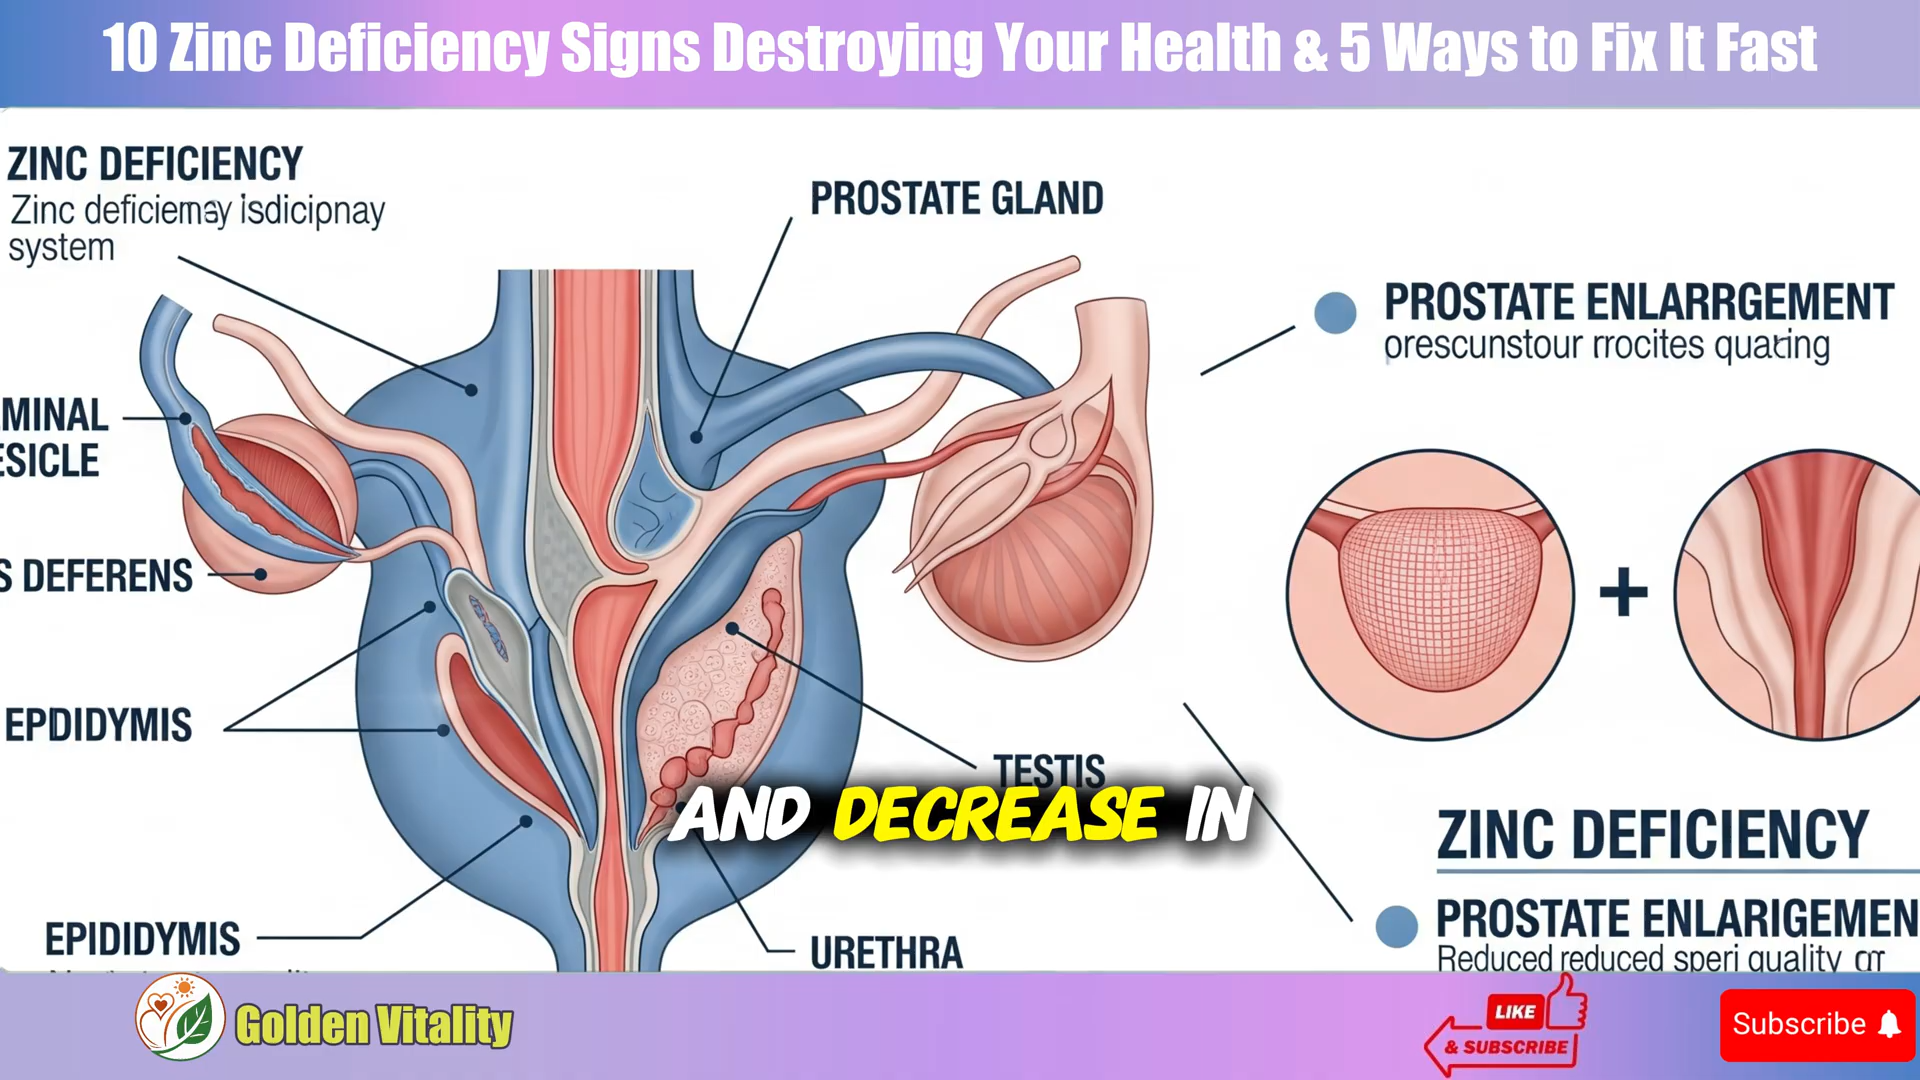 10 Zinc Deficiency Signs Destroying Your Health & 5 Ways to Fix It Fast
ZINC DEFICIENCY
Zinc deficiemay isdicipnay
system
PROSTATE GLAND
PROSTATE ENLARRGEMENT
orescunstour rrocites quating
MINAL
ESICLE
S DEFERENS
+
EPIDIDYMIS
TESTIS
AND DECREASE IN
ZINC DEFICIENCY
PROSTATE ENLARIGEMEN
Reduced reduced speri quality or
EPIDIDYMIS
URETHRA
Golden Vitality
LIKE
& SUBSCRIBE
Subscribe